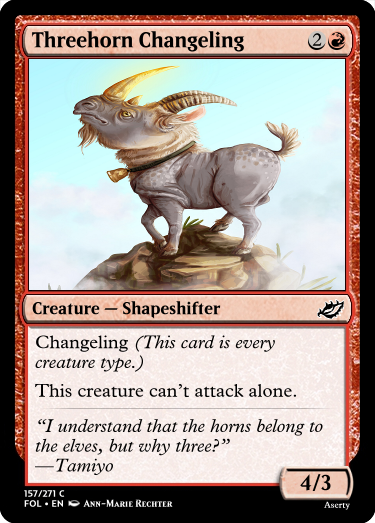 Threehorn Changeling 2
Creature — Shapeshifter
Changeling (This card is every
creature type.)
This creature can't attack alone.
“I understand that the horns belong to
the elves, but why three?”
—Tamiyo
4/3
157/271 C
FOL • EN Ann-Marie Rechter
Aserty